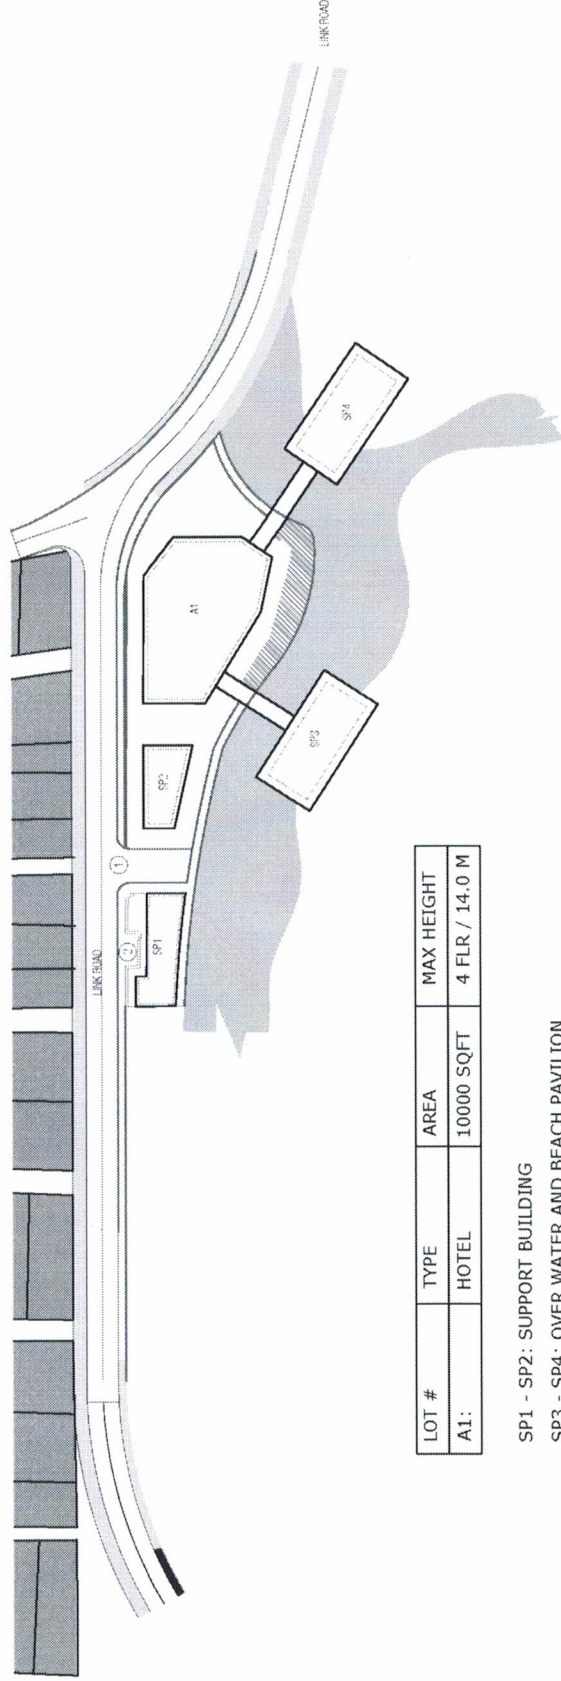 LINK ROAD
LINK ROAD
A1
SP4
SP2
SP3
1
2
SP1
LOT # TYPE AREA MAX HEIGHT
A1: HOTEL 10000 SQFT 4 FLR / 14.0 M
SP1 - SP2: SUPPORT BUILDING
SP3 - SP4: OVER WATER AND BEACH PAVILION